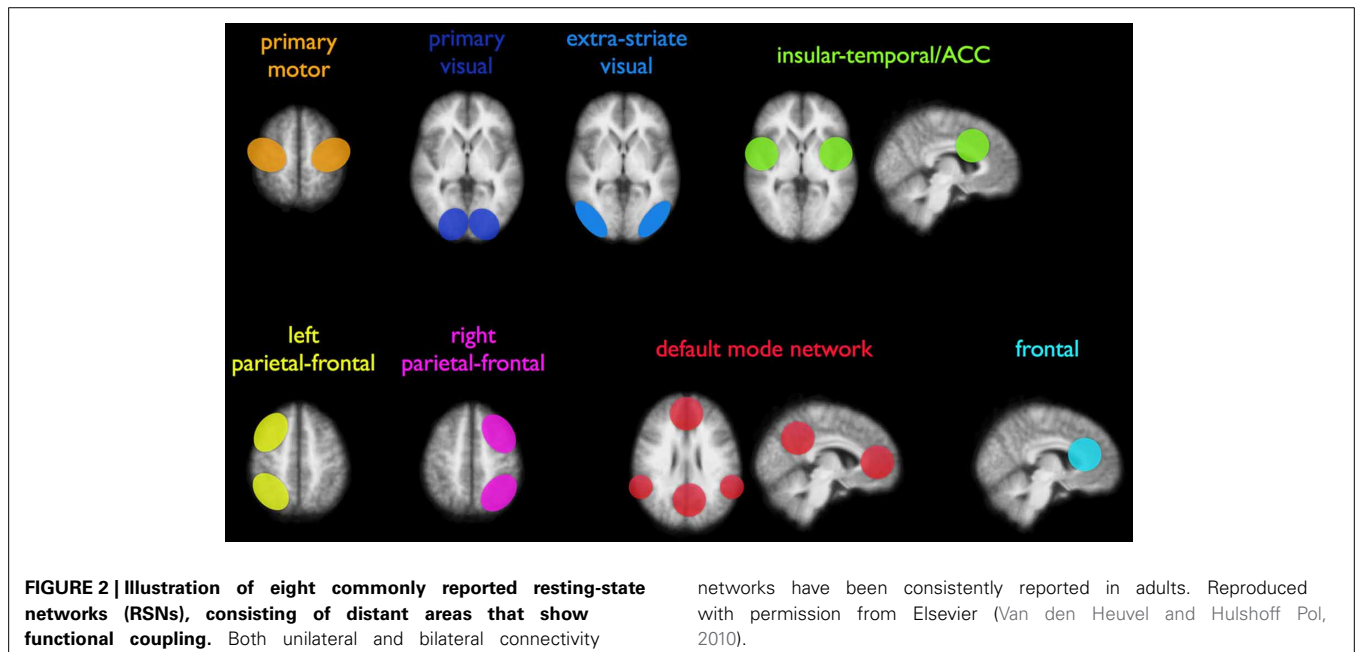 primary
motor
primary
visual
extra-striate
visual
insular-temporal/ACC
left
parietal-frontal
right
parietal-frontal
default mode network
frontal
FIGURE 2 | Illustration of eight commonly reported resting-state
networks (RSNs), consisting of distant areas that show
functional coupling. Both unilateral and bilateral connectivity
networks have been consistently reported in adults. Reproduced
with permission from Elsevier (Van den Heuvel and Hulshoff Pol,
2010).